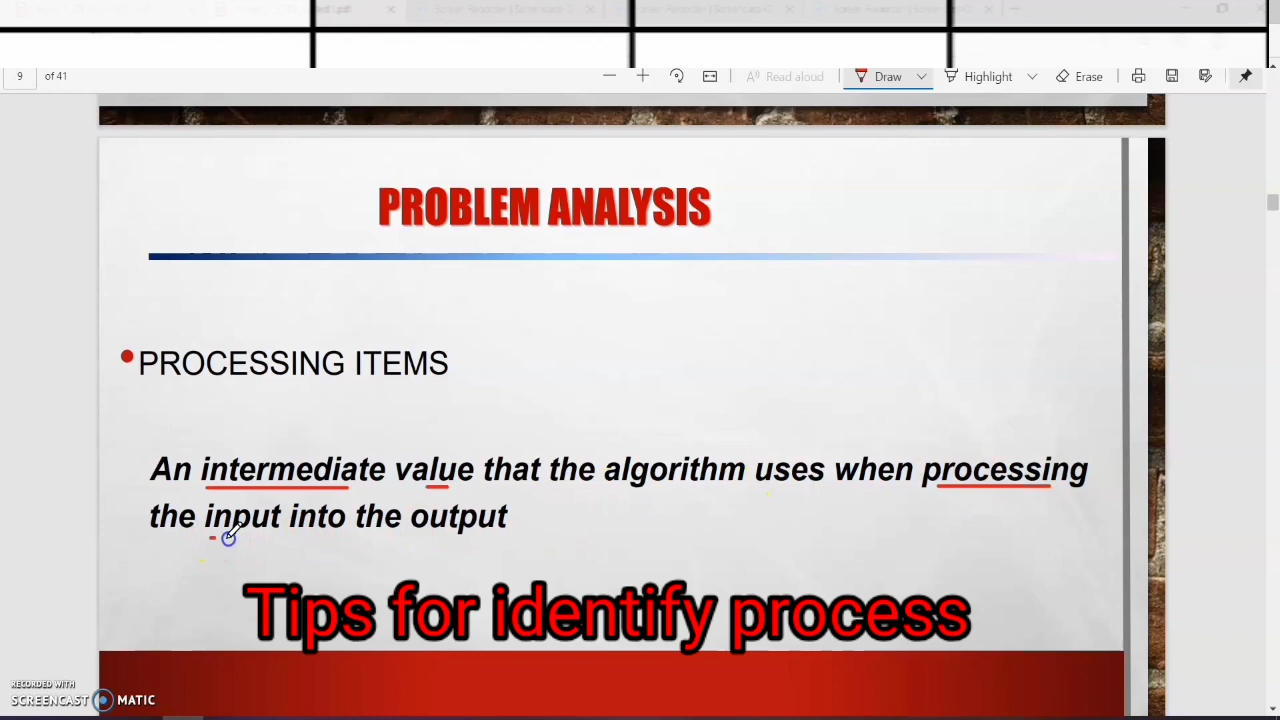 9 of 41
Read aloud
Draw
Highlight
Erase
PROBLEM ANALYSIS
PROCESSING ITEMS
An intermediate value that the algorithm uses when processing
the input into the output
Tips for identify process
RECORDED WITH
SCREENCAST MATIC